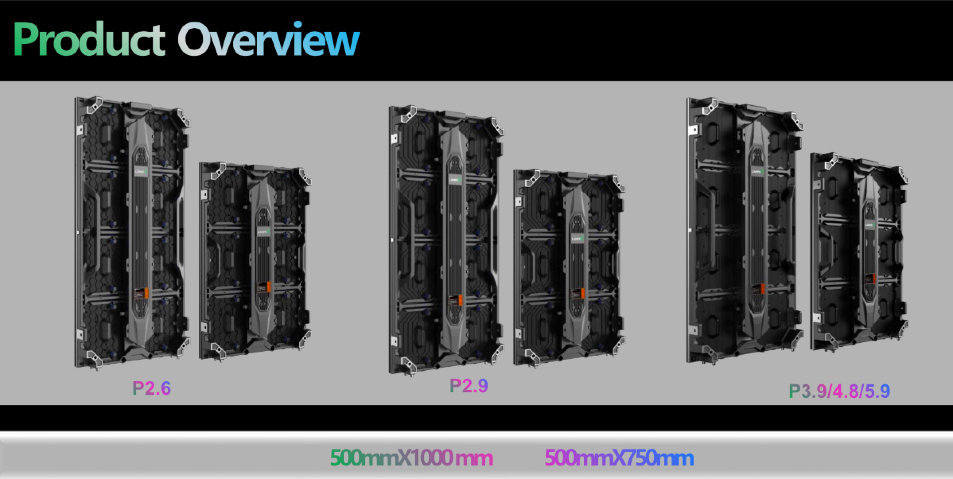 Product Overview
P2.6
P2.9
P3.9/4.8/5.9
500mmX1000mm
500mmX750mm